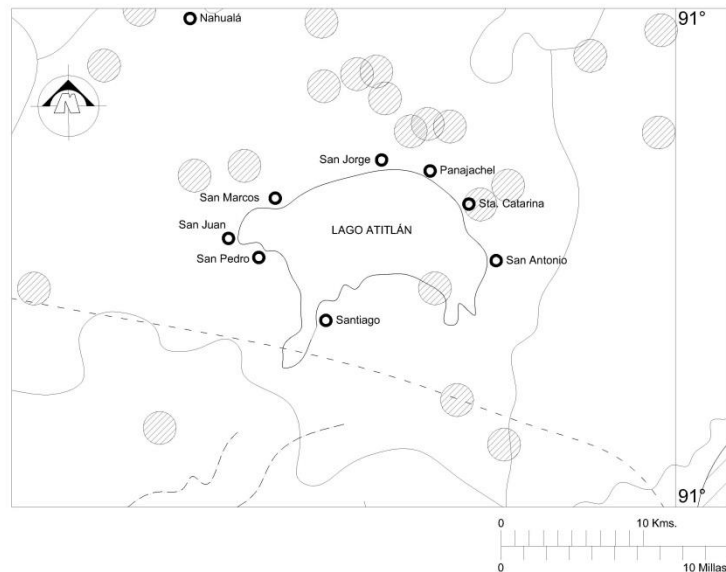 91°
Nahualá
San Jorge
Panajachel
San Marcos
Sta. Catarina
San Juan
LAGO ATITLÁN
San Pedro
San Antonio
Santiago
91°
0 10 Kms.
0 10 Millas